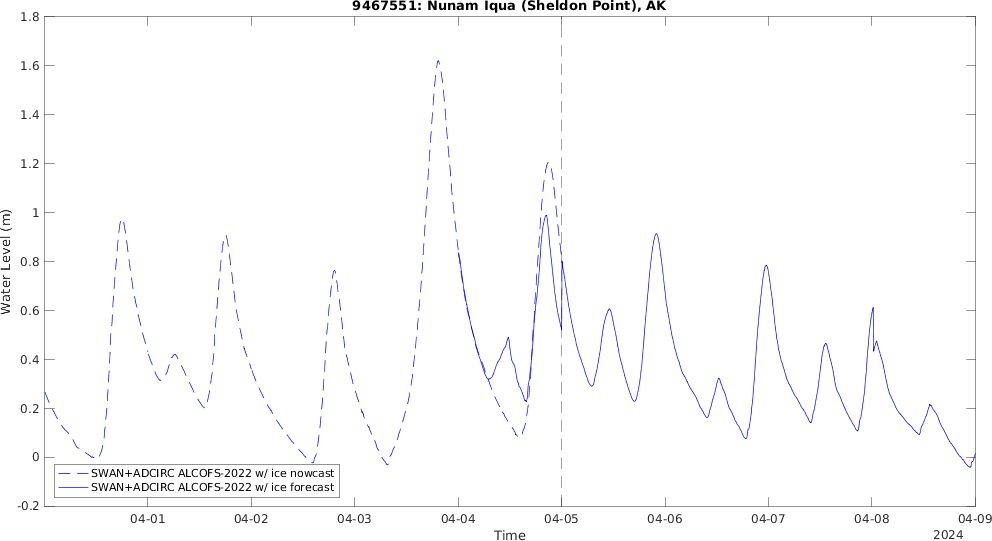 9467551: Nunam Iqua (Sheldon Point), AK
1.8
1.6
1.4
1.2
1
0.8
0.6
0.4
0.2
0
-0.2
Water Level (m)
SWAN+ADCIRC ALCOFS-2022 w/ ice nowcast
SWAN+ADCIRC ALCOFS-2022 w/ ice forecast
04-01 04-02 04-03 04-04 04-05 04-06 04-07 04-08 04-09
Time
2024